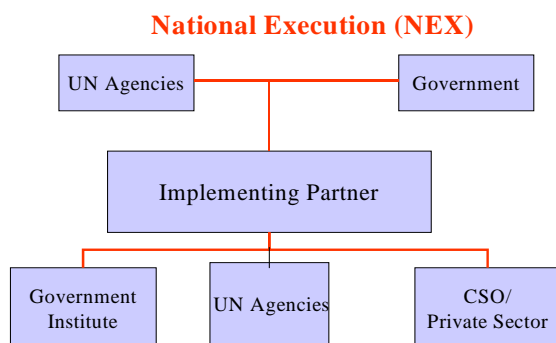 National Execution (NEX)
UN Agencies
Government
Implementing Partner
Government
Institute
UN Agencies
CSO/
Private Sector